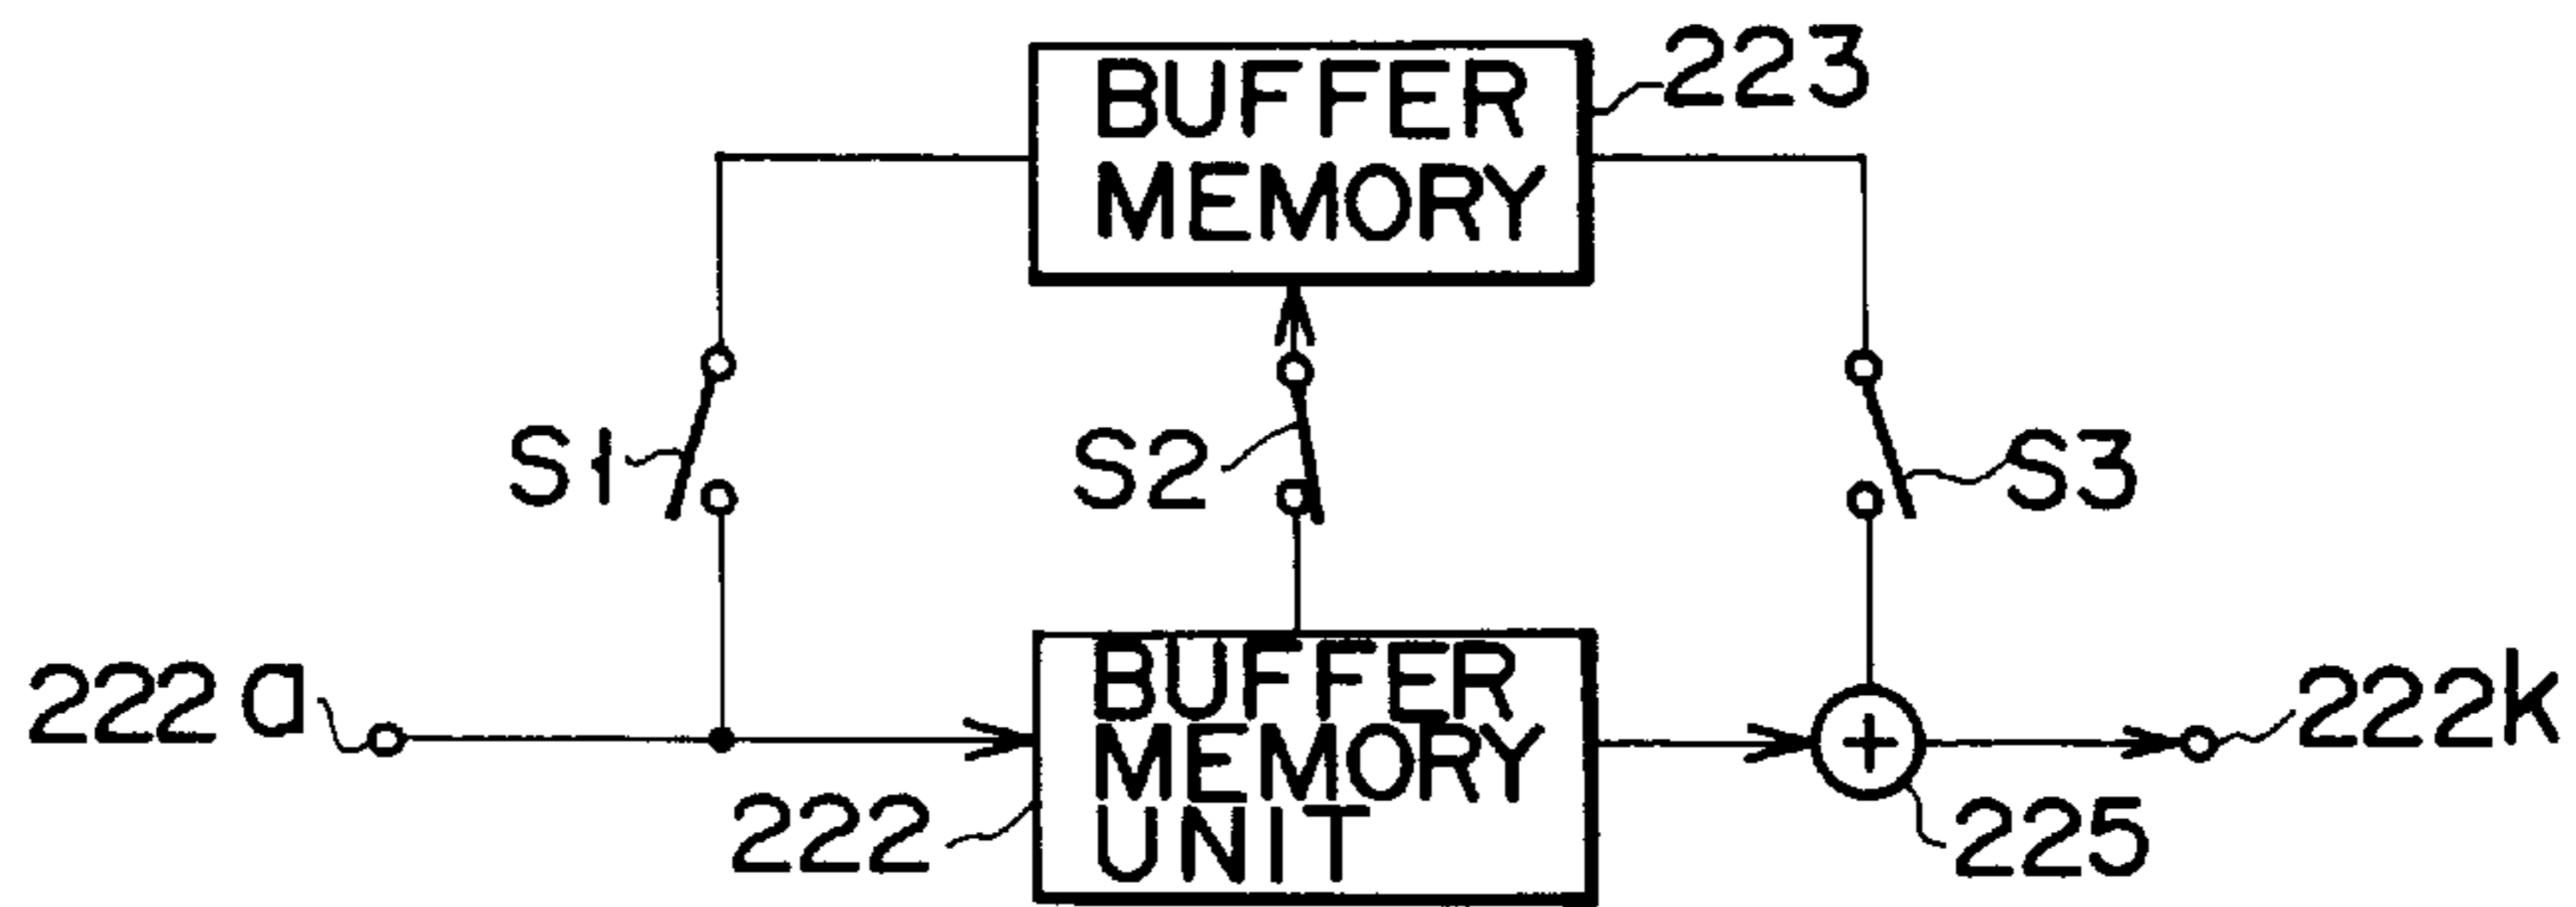 BUFFER
MEMORY
223
S1
S2
S3
222a
BUFFER
MEMORY
UNIT
222
+
225
222k